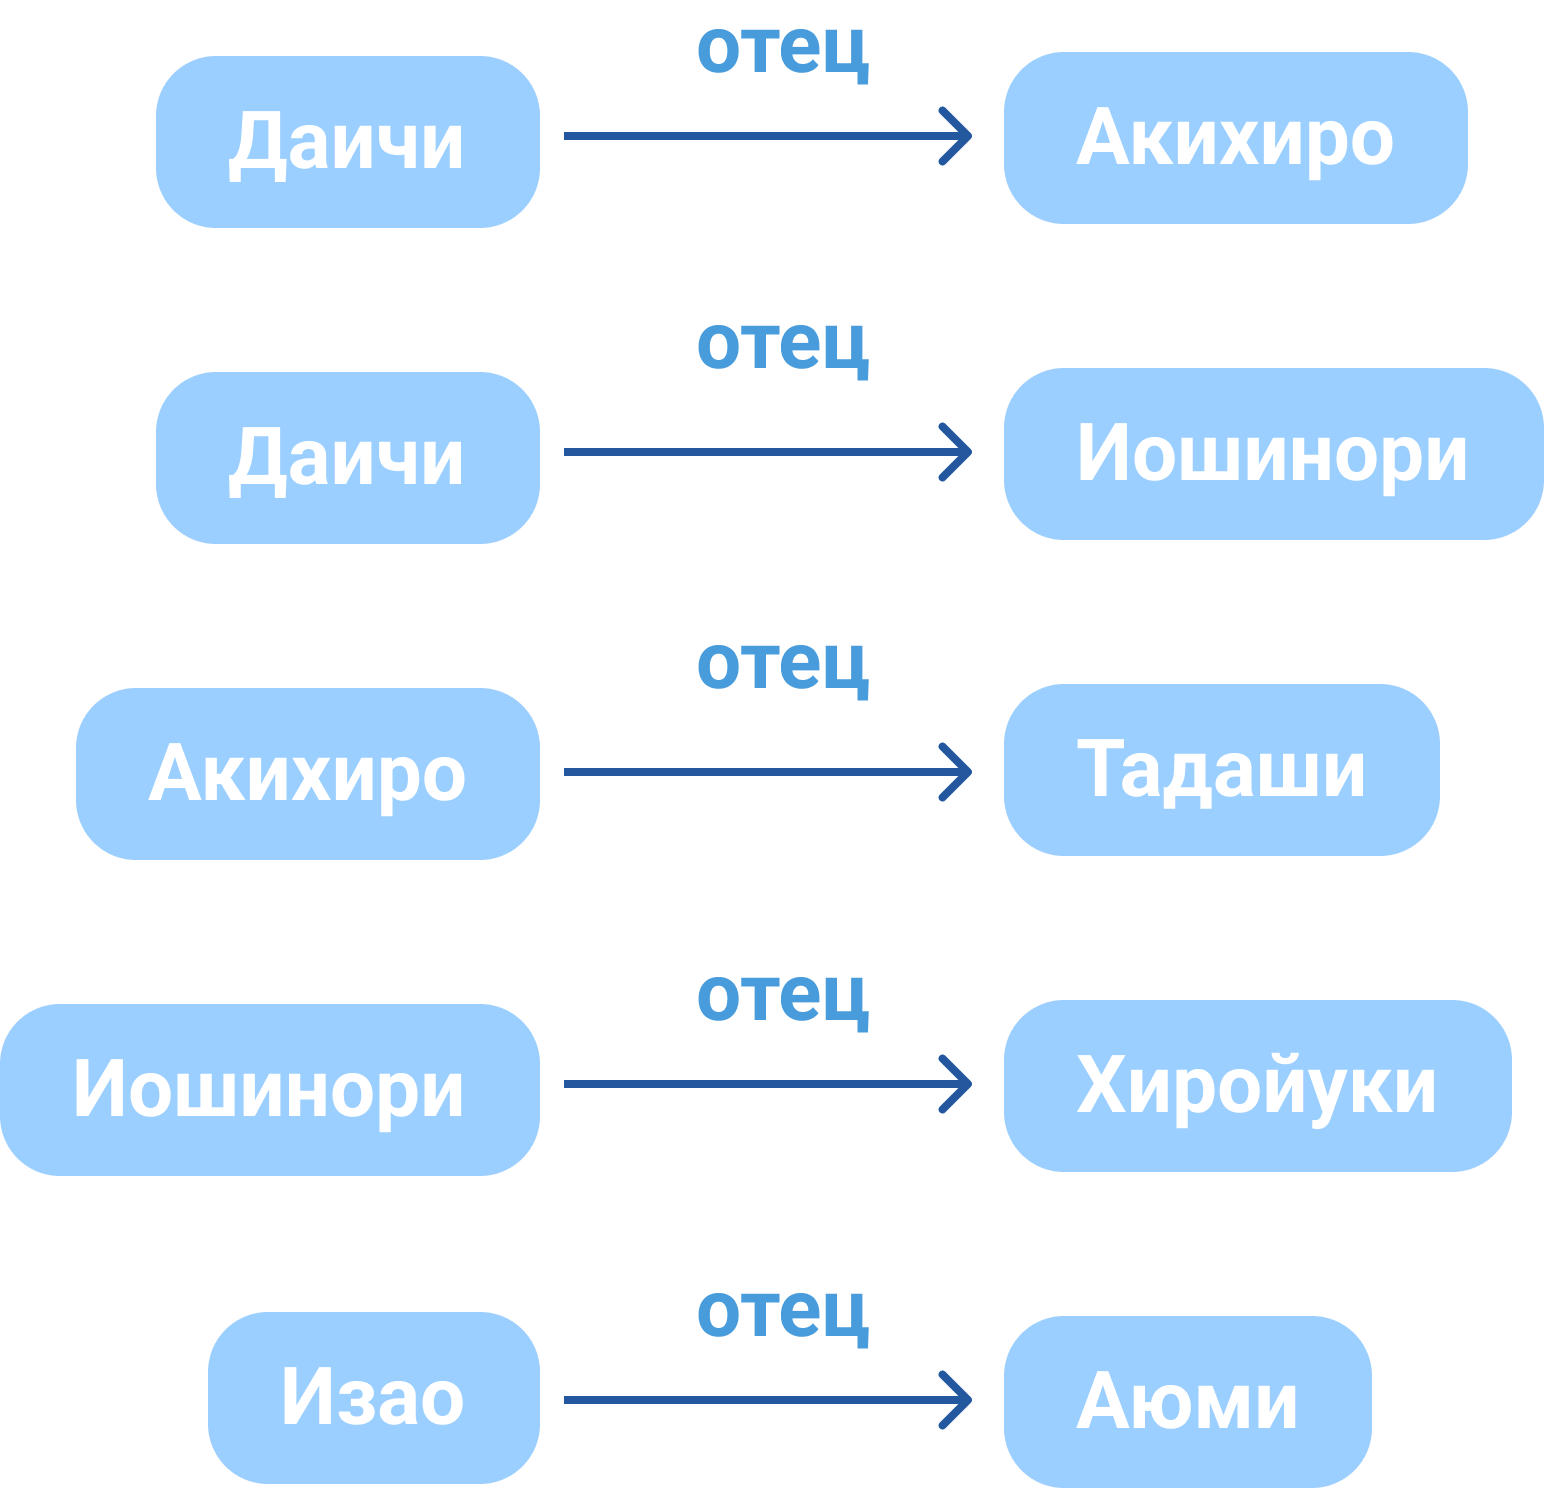 отец
Даичи
Акихиро
отец
Даичи
Иошинори
отец
Акихиро
Тадаши
отец
Иошинори
Хиройуки
отец
Изао
Аюми